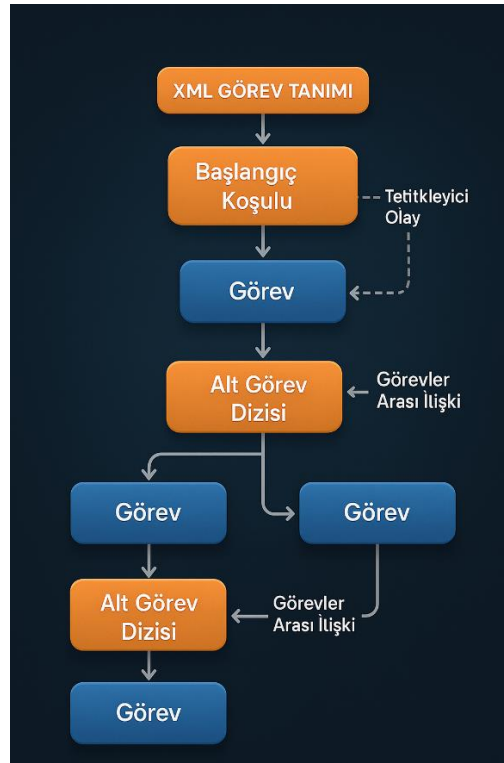 XML GÖREV TANIMI
Başlangıç
Koşulu
Tetitkleyici
Olay
Görev
Alt Görev
Dizisi
Görevler
Arası İlişki
Görev
Görev
Alt Görev
Dizisi
Görevler
Arası İlişki
Görev